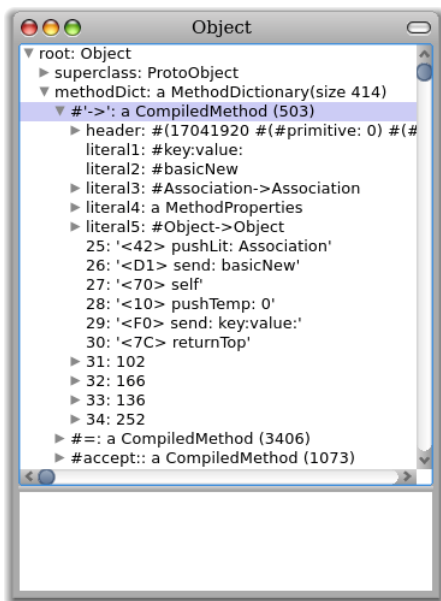 Object
root: Object
superclass: ProtoObject
methodDict: a MethodDictionary(size 414)
#'->': a CompiledMethod (503)
header: #(17041920 #(#primitive: 0) #(#
literal1: #key:value:
literal2: #basicNew
literal3: #Association->Association
literal4: a MethodProperties
literal5: #Object->Object
25: '<42> pushLit: Association'
26: '<D1> send: basicNew'
27: '<70> self'
28: '<10> pushTemp: 0'
29: '<F0> send: key:value:'
30: '<7C> returnTop'
31: 102
32: 166
33: 136
34: 252
#=: a CompiledMethod (3406)
#accept:: a CompiledMethod (1073)